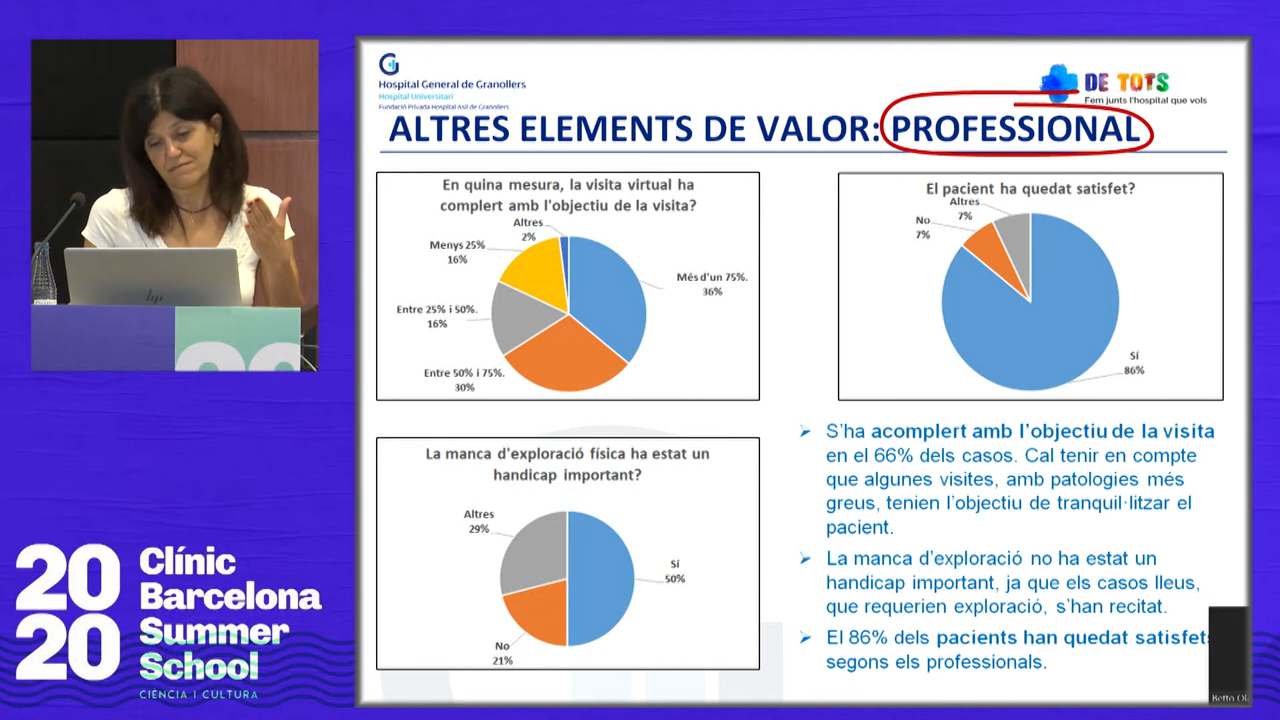 Hospital General de Granollers
Hospital Universitari
Fundació Privada Hospital Asil de Granollers
DE TOTS
Fem junts l'hospital que vols
ALTRES ELEMENTS DE VALOR: PROFESSIONAL
En quina mesura, la visita virtual ha
complert amb l'objectiu de la visita?
Altres
2%
Menys 25%
16%
Més d'un 75%.
36%
Entre 25% i 50%.
16%
Entre 50% i 75%.
30%
El pacient ha quedat satisfet?
Altres
7%
No
7%
Sí
86%
La manca d'exploració física ha estat un
handicap important?
Altres
29%
Sí
50%
No
21%
S'ha acomplert amb l'objectiu de la visita
en el 66% dels casos. Cal tenir en compte
que algunes visites, amb patologies més
greus, tenien l'objectiu de tranquil·litzar el
pacient.
La manca d'exploració no ha estat un
handicap important, ja que els casos lleus,
que requerien exploració, s'han recitat.
El 86% dels pacients han quedat satisfets
segons els professionals.
hp
2020
Clínic
Barcelona
Summer
School
CIÈNCIA I CULTURA